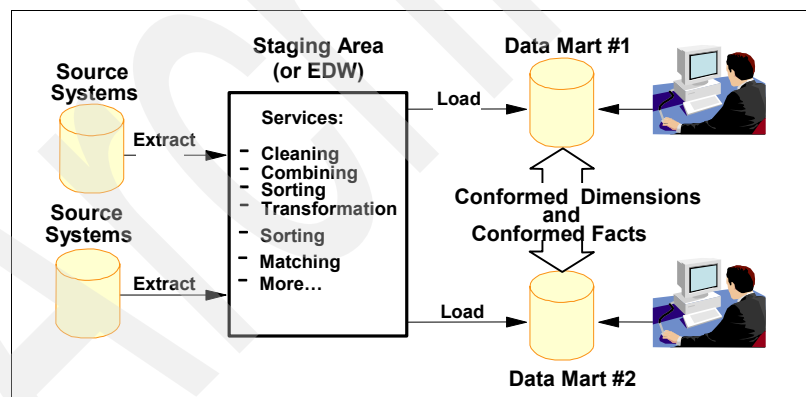 Source
Systems
Extract
Source
Systems
Extract
Staging Area
(or EDW)
Services:
- Cleaning
- Combining
- Sorting
- Transformation
- Sorting
- Matching
- More…
Load
Load
Data Mart #1
Conformed Dimensions
and
Conformed Facts
Data Mart #2